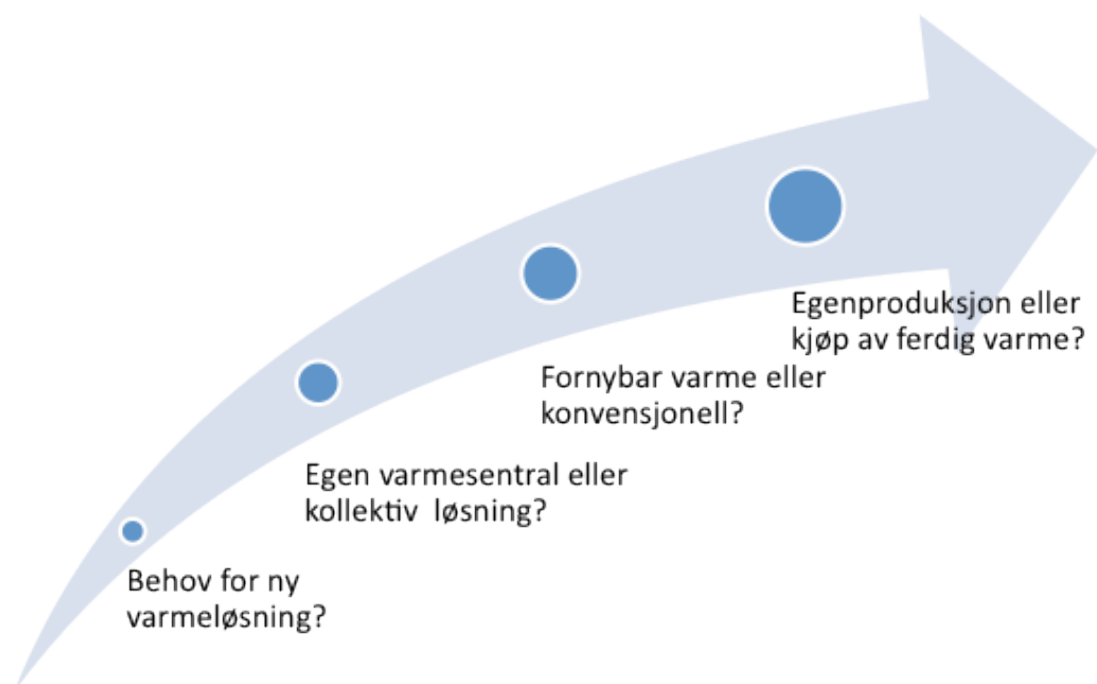 Behov for ny
varmeløsning?
Egen varmesentral eller
kollektiv løsning?
Fornybar varme eller
konvensjonell?
Egenproduksjon eller
kjøp av ferdig varme?